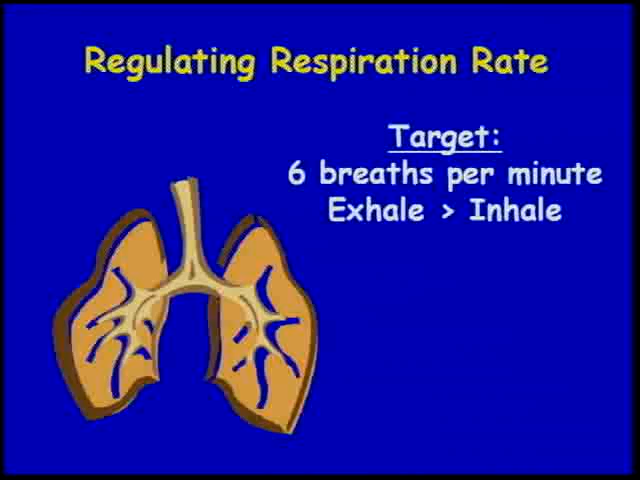 Regulating Respiration Rate
Target:
6 breaths per minute
Exhale > Inhale